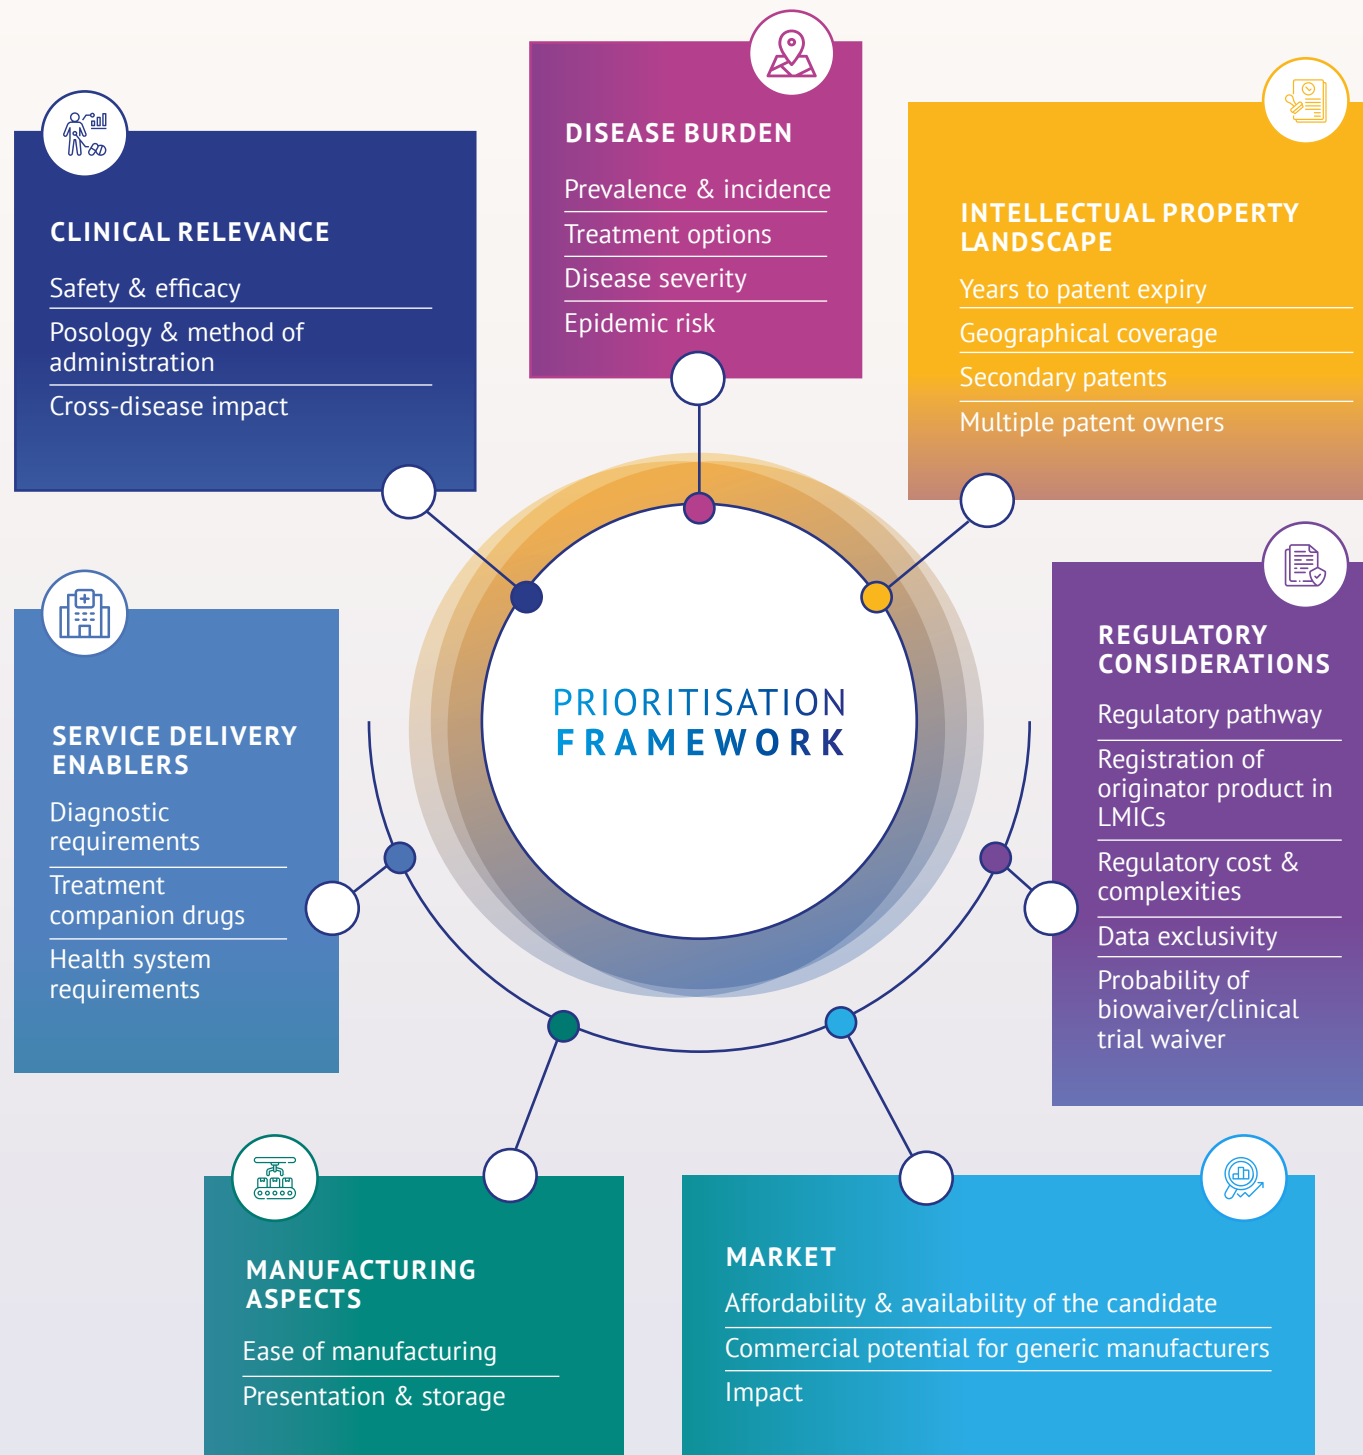 DISEASE BURDEN
Prevalence & incidence
Treatment options
Disease severity
Epidemic risk
CLINICAL RELEVANCE
Safety & efficacy
Posology & method of
administration
Cross-disease impact
INTELLECTUAL PROPERTY
LANDSCAPE
Years to patent expiry
Geographical coverage
Secondary patents
Multiple patent owners
PRIORITISATION
FRAMEWORK
SERVICE DELIVERY
ENABLERS
Diagnostic
requirements
Treatment
companion drugs
Health system
requirements
REGULATORY
CONSIDERATIONS
Regulatory pathway
Registration of
originator product in
LMICs
Regulatory cost &
complexities
Data exclusivity
Probability of
biowaiver/clinical
trial waiver
MANUFACTURING
ASPECTS
Ease of manufacturing
Presentation & storage
MARKET
Affordability & availability of the candidate
Commercial potential for generic manufacturers
Impact